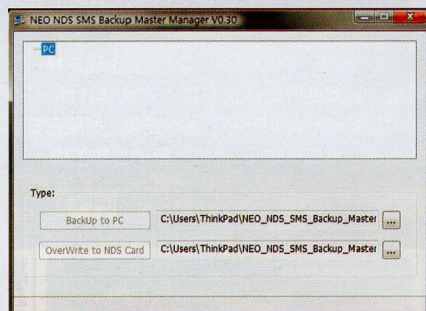 NEO NDS SMS Backup Master Manager V0.30
PC
Type:
BackUp to PC C:\Users\ThinkPad\NEO_NDS_SMS_Backup_Master ...
OverWrite to NDS Card C:\Users\ThinkPad\NEO_NDS_SMS_Backup_Master ...